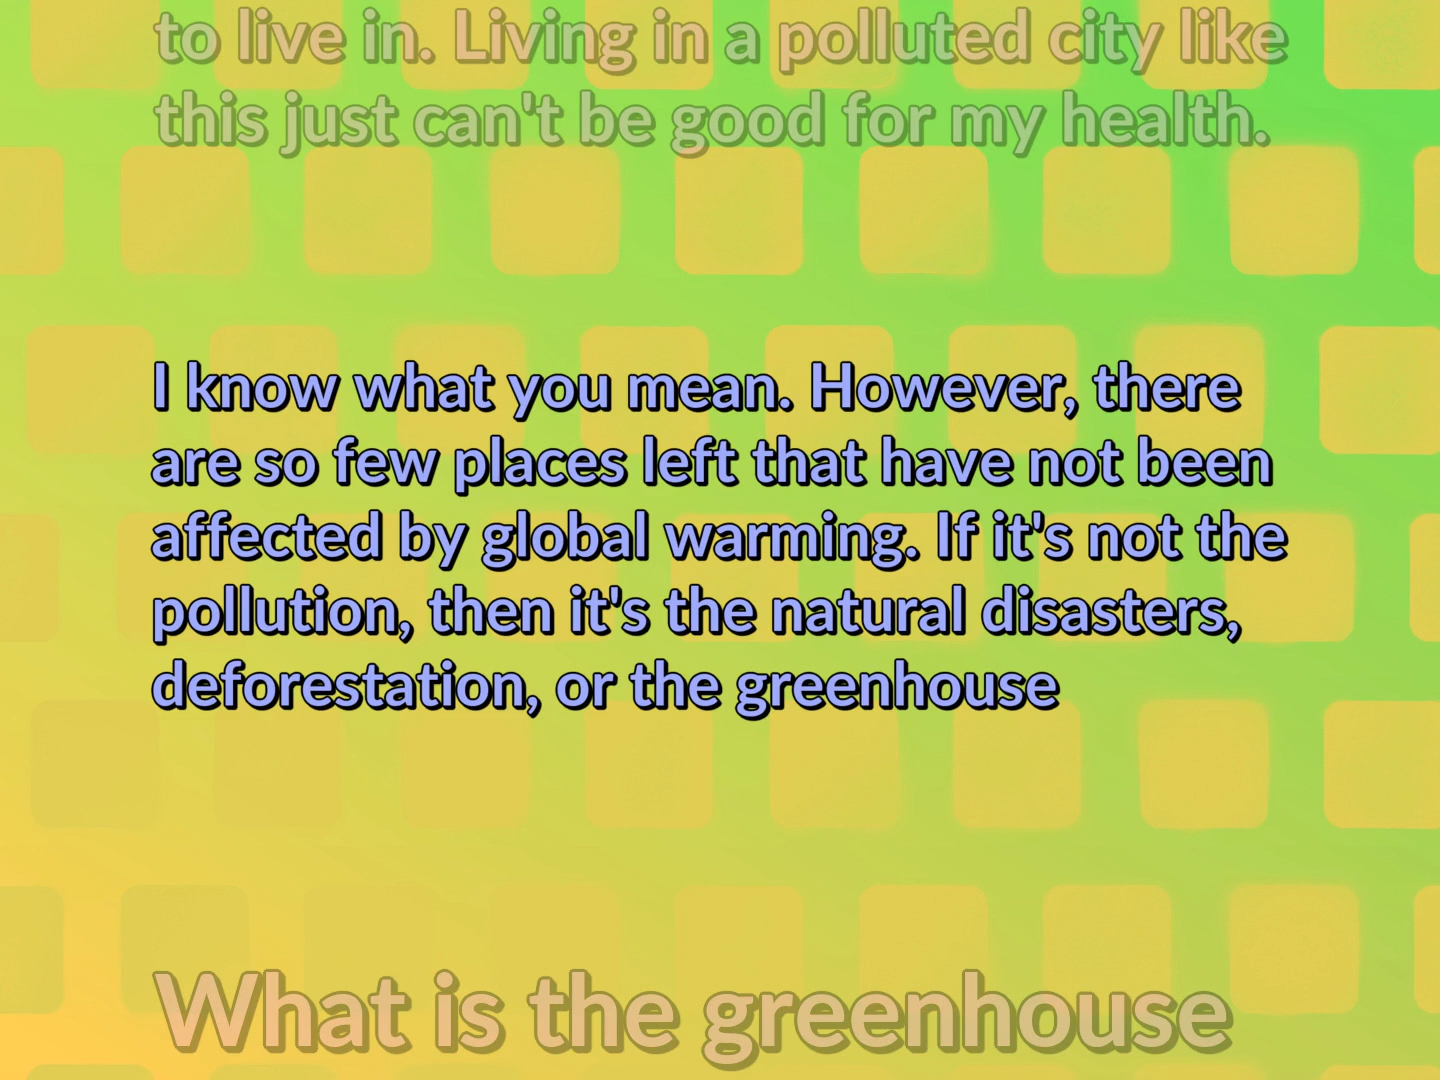 to live in. Living in a polluted city like
this just can't be good for my health.
I know what you mean. However, there
are so few places left that have not been
affected by global warming. If it's not the
pollution, then it's the natural disasters,
deforestation, or the greenhouse
What is the greenhouse